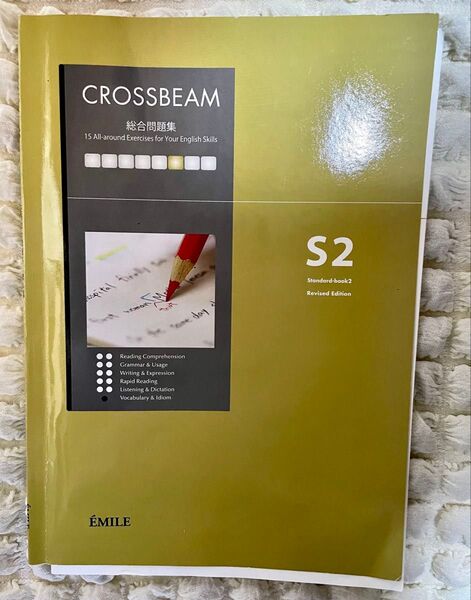 CROSSBEAM
総合問題集
15 All-around Exercises for Your English Skills
S2
Standard-book2
Revised Edition
Reading Comprehension
Grammar & Usage
Writing & Expression
Rapid Reading
Listening & Dictation
Vocabulary & Idiom
ÉMILE